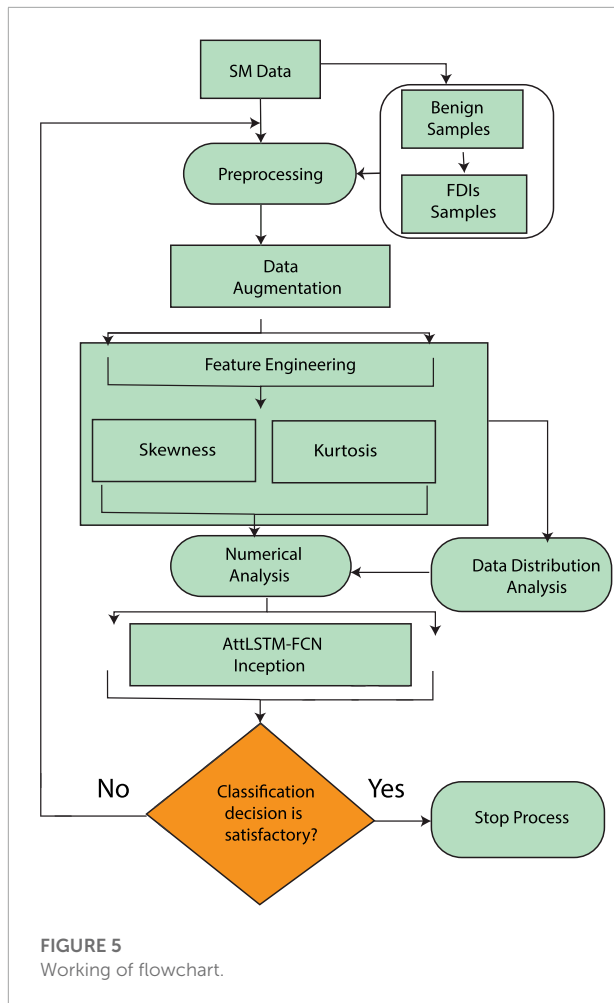 SM Data
Benign
Samples
FDIs
Samples
Preprocessing
Data
Augmentation
Feature Engineering
Skewness
Kurtosis
Numerical
Analysis
Data Distribution
Analysis
AttLSTM-FCN
Inception
No
Classification
decision is
satisfactory?
Yes
Stop Process
FIGURE 5
Working of flowchart.